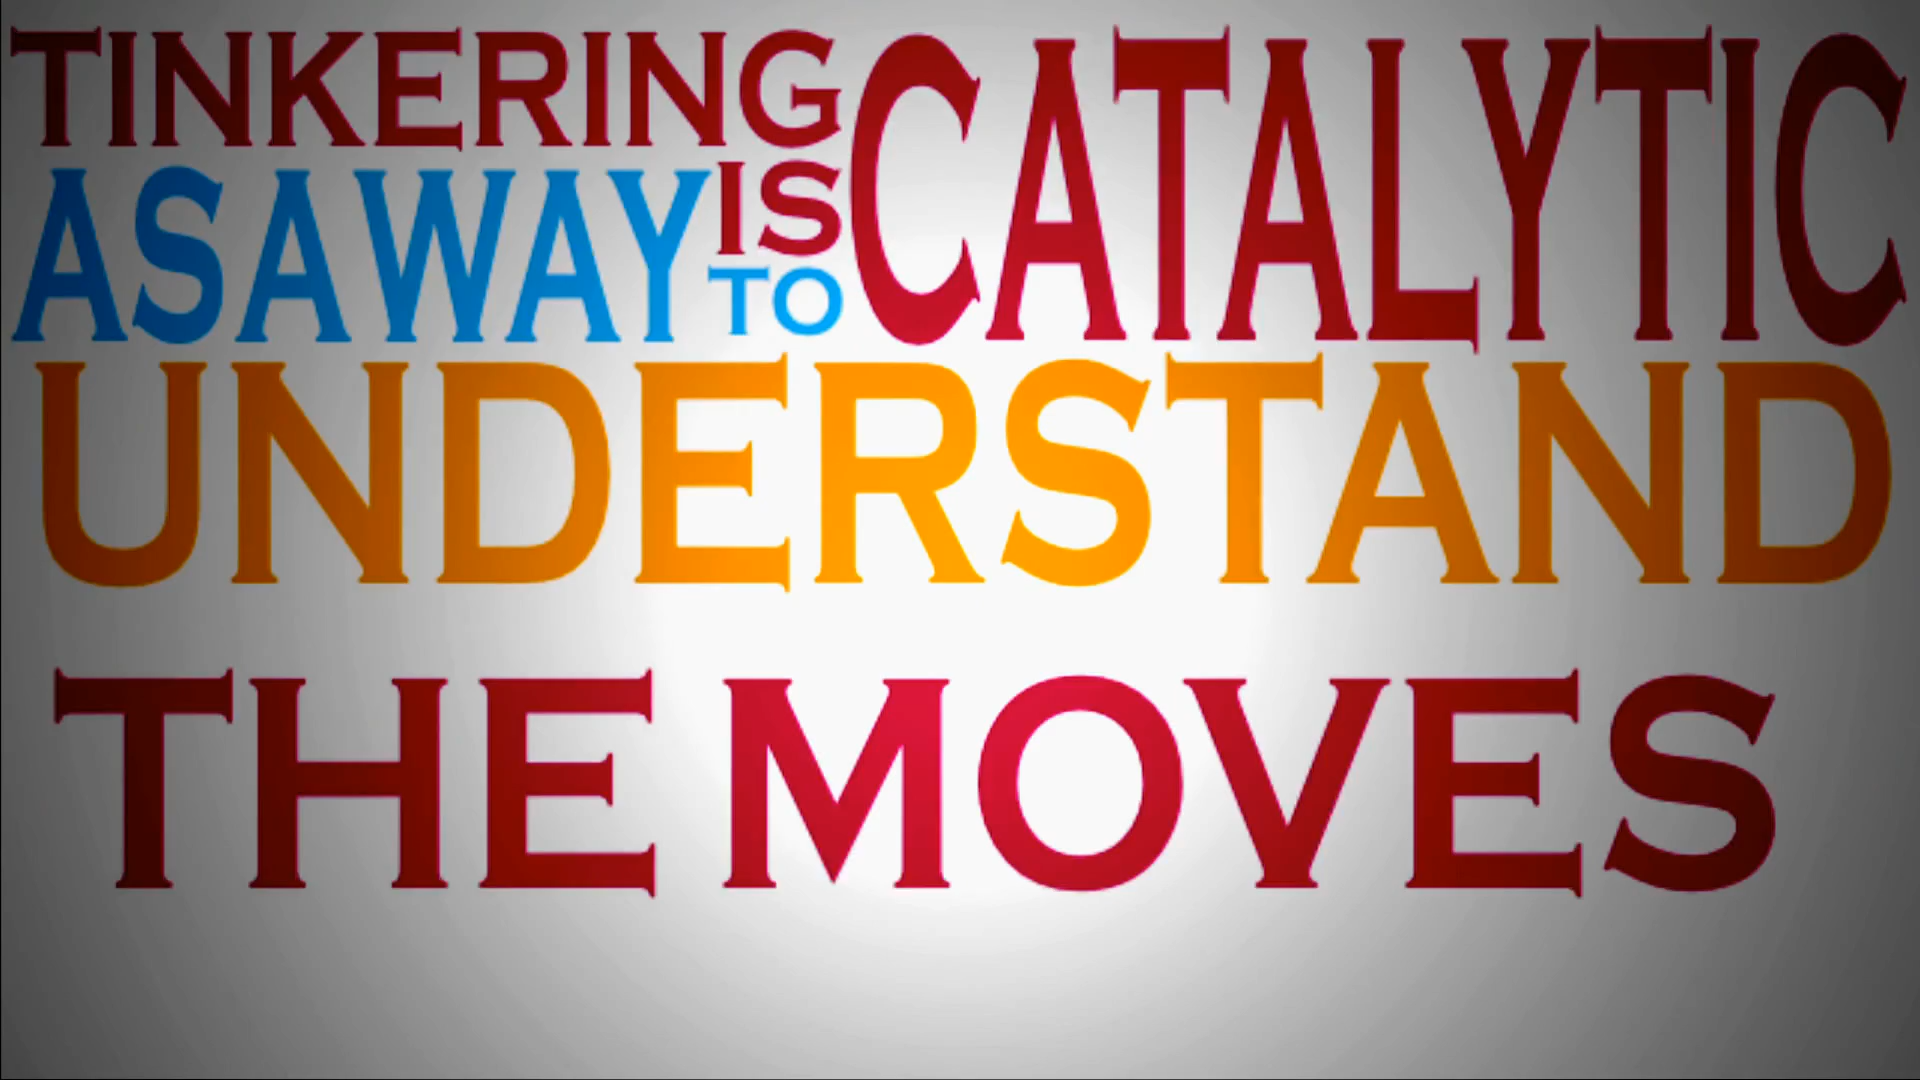 TINKERING
IS
CATALYTIC
AS A WAY
TO
UNDERSTAND
THE MOVES